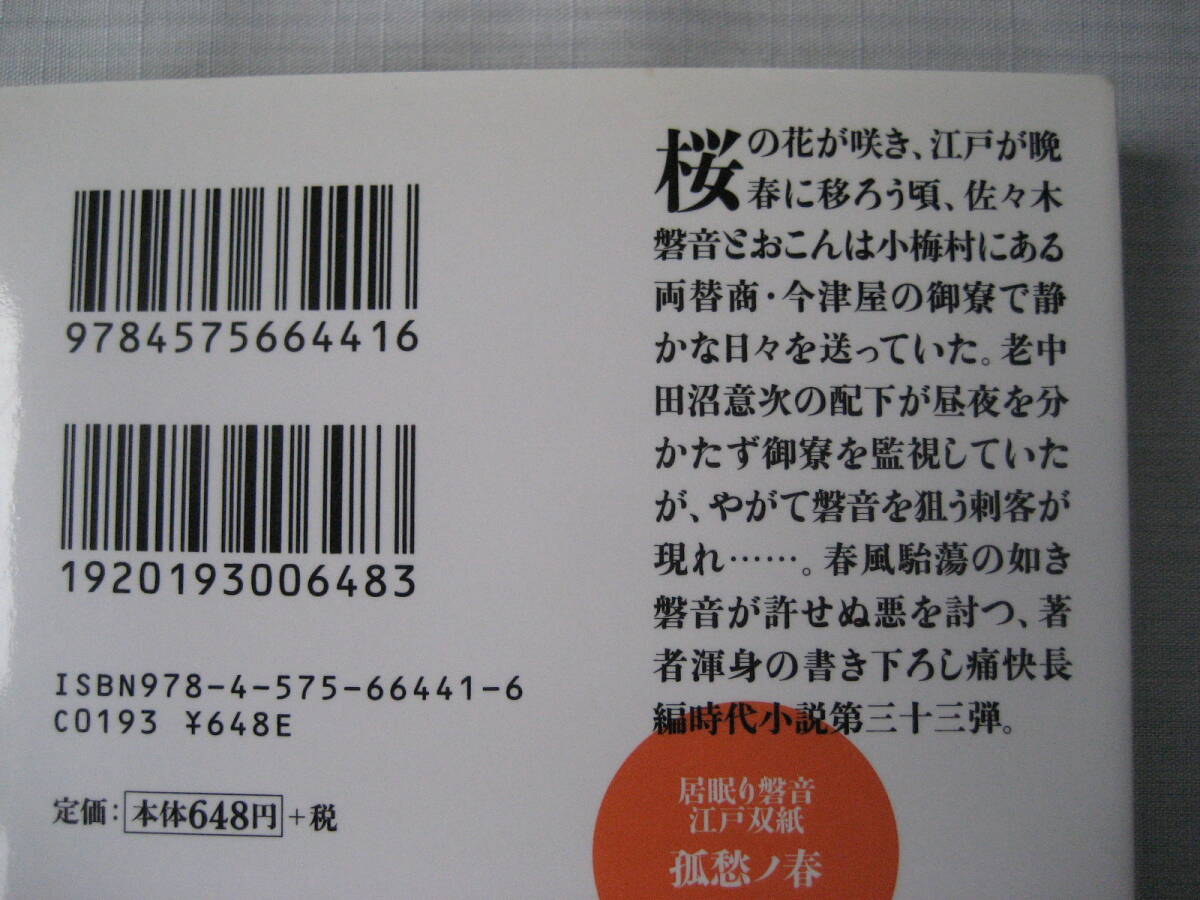 9784575664416
1920193006483
ISBN978-4-575-66441-6
C0193 ¥648E
定価：本体648円＋税
桜の花が咲き、江戸が晩
春に移ろう頃、佐々木
磐音とおこんは小梅村にある
両替商・今津屋の御寮で静
かな日々を送っていた。老中
田沼意次の配下が昼夜を分
かたず御寮を監視していた
が、やがて磐音を狙う刺客が
現れ……。春風駘蕩の如き
磐音が許せぬ悪を討つ、著
者渾身の書き下ろし痛快長
編時代小説第三十三弾。
居眠り磐音
江戸双紙
孤愁ノ春